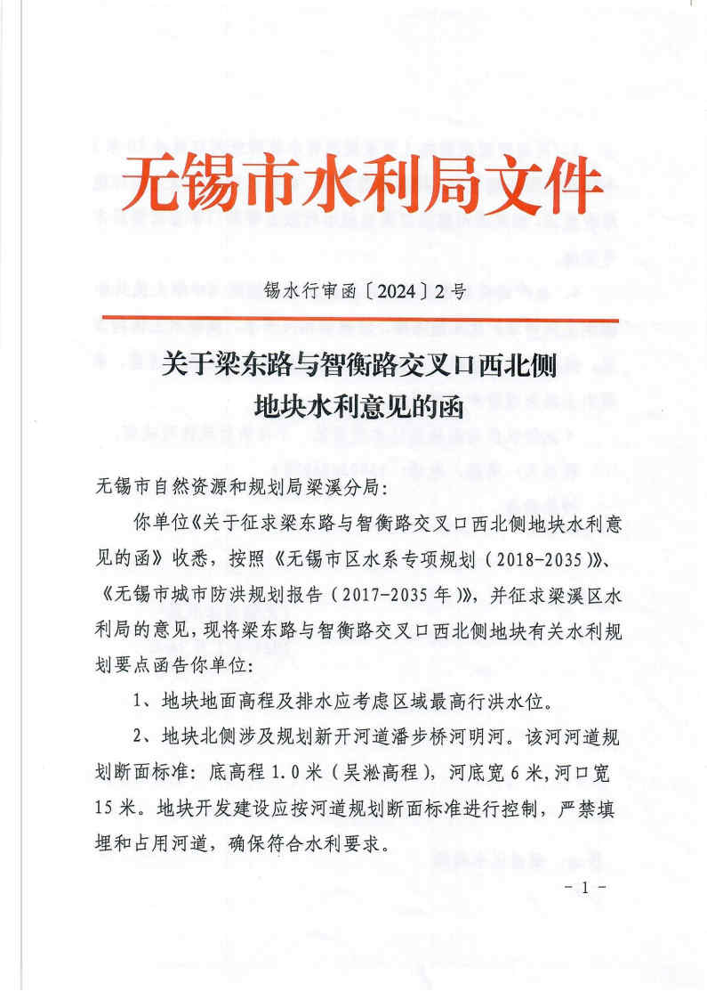 无锡市水利局文件
锡水行审函〔2024〕2号
关于梁东路与智衡路交叉口西北侧
地块水利意见的函
无锡市自然资源和规划局梁溪分局：
你单位《关于征求梁东路与智衡路交叉口西北侧地块水利意
见的函》收悉，按照《无锡市区水系专项规划（2018-2035）》、
《无锡市城市防洪规划报告（2017-2035年）》，并征求梁溪区水
利局的意见，现将梁东路与智衡路交叉口西北侧地块有关水利规
划要点函告你单位：
1、地块地面高程及排水应考虑区域最高行洪水位。
2、地块北侧涉及规划新开河道潘步桥河明河。该河河道规
划断面标准：底高程1.0米（吴淞高程），河底宽6米，河口宽
15米。地块开发建设应按河道规划断面标准进行控制，严禁填
埋和占用河道，确保符合水利要求。
- 1 -